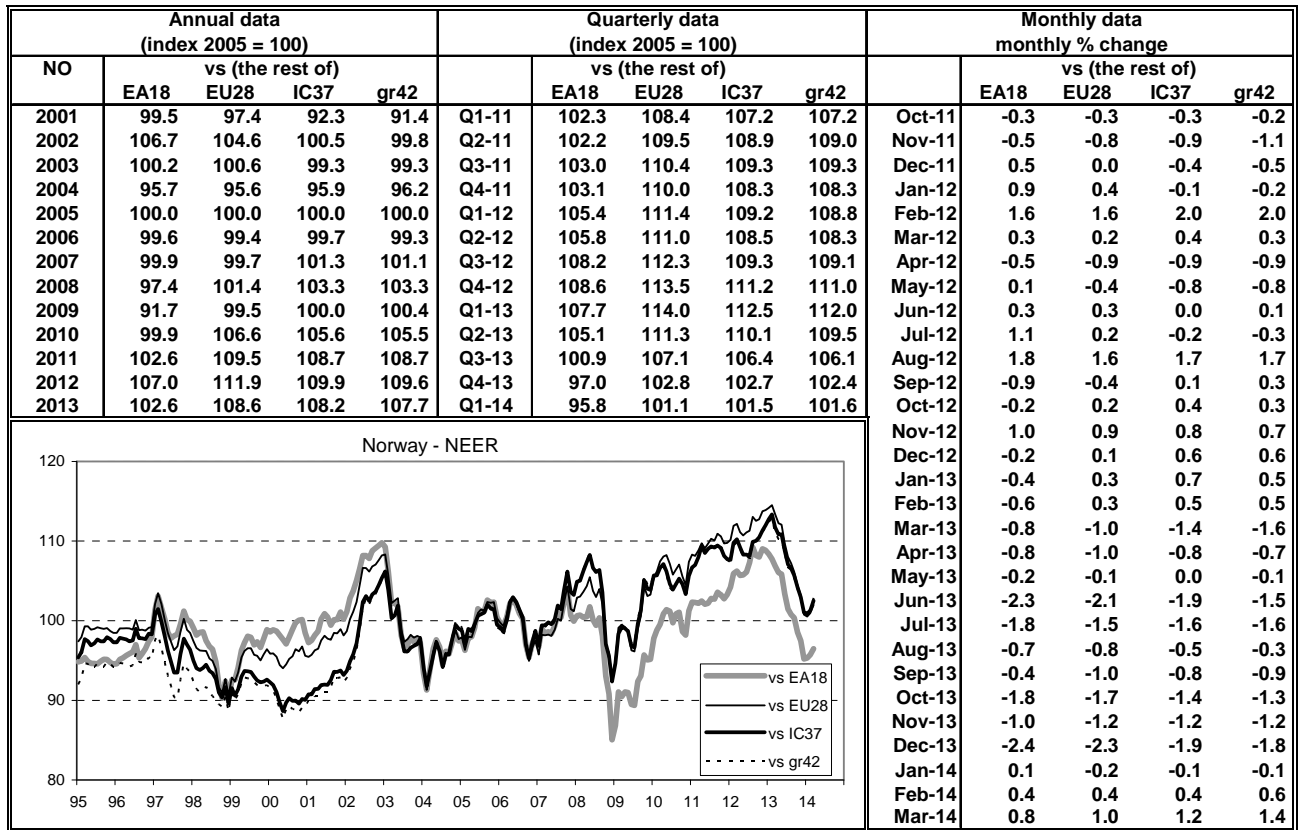 Annual data
(index 2005 = 100)
NO vs (the rest of)
EA18 EU28 IC37 gr42
2001 99.5 97.4 92.3 91.4
2002 106.7 104.6 100.5 99.8
2003 100.2 100.6 99.3 99.3
2004 95.7 95.6 95.9 96.2
2005 100.0 100.0 100.0 100.0
2006 99.6 99.4 99.7 99.3
2007 99.9 99.7 101.3 101.1
2008 97.4 101.4 103.3 103.3
2009 91.7 99.5 100.0 100.4
2010 99.9 106.6 105.6 105.5
2011 102.6 109.5 108.7 108.7
2012 107.0 111.9 109.9 109.6
2013 102.6 108.6 108.2 107.7
Quarterly data
(index 2005 = 100)
vs (the rest of)
EA18 EU28 IC37 gr42
Q1-11 102.3 108.4 107.2 107.2
Q2-11 102.2 109.5 108.9 109.0
Q3-11 103.0 110.4 109.3 109.3
Q4-11 103.1 110.0 108.3 108.3
Q1-12 105.4 111.4 109.2 108.8
Q2-12 105.8 111.0 108.5 108.3
Q3-12 108.2 112.3 109.3 109.1
Q4-12 108.6 113.5 111.2 111.0
Q1-13 107.7 114.0 112.5 112.0
Q2-13 105.1 111.3 110.1 109.5
Q3-13 100.9 107.1 106.4 106.1
Q4-13 97.0 102.8 102.7 102.4
Q1-14 95.8 101.1 101.5 101.6
Monthly data
monthly % change
vs (the rest of)
EA18 EU28 IC37 gr42
Oct-11 -0.3 -0.3 -0.3 -0.2
Nov-11 -0.5 -0.8 -0.9 -1.1
Dec-11 0.5 0.0 -0.4 -0.5
Jan-12 0.9 0.4 -0.1 -0.2
Feb-12 1.6 1.6 2.0 2.0
Mar-12 0.3 0.2 0.4 0.3
Apr-12 -0.5 -0.9 -0.9 -0.9
May-12 0.1 -0.4 -0.8 -0.8
Jun-12 0.3 0.3 0.0 0.1
Jul-12 1.1 0.2 -0.2 -0.3
Aug-12 1.8 1.6 1.7 1.7
Sep-12 -0.9 -0.4 0.1 0.3
Oct-12 -0.2 0.2 0.4 0.3
Nov-12 1.0 0.9 0.8 0.7
Dec-12 -0.2 0.1 0.6 0.6
Jan-13 -0.4 0.3 0.7 0.5
Feb-13 -0.6 0.3 0.5 0.5
Mar-13 -0.8 -1.0 -1.4 -1.6
Apr-13 -0.8 -1.0 -0.8 -0.7
May-13 -0.2 -0.1 0.0 -0.1
Jun-13 -2.3 -2.1 -1.9 -1.5
Jul-13 -1.8 -1.5 -1.6 -1.6
Aug-13 -0.7 -0.8 -0.5 -0.3
Sep-13 -0.4 -1.0 -0.8 -0.9
Oct-13 -1.8 -1.7 -1.4 -1.3
Nov-13 -1.0 -1.2 -1.2 -1.2
Dec-13 -2.4 -2.3 -1.9 -1.8
Jan-14 0.1 -0.2 -0.1 -0.1
Feb-14 0.4 0.4 0.4 0.6
Mar-14 0.8 1.0 1.2 1.4
Norway - NEER
120
110
100
90
80
vs EA18
vs EU28
vs IC37
vs gr42
95 96 97 98 99 00 01 02 03 04 05 06 07 08 09 10 11 12 13 14